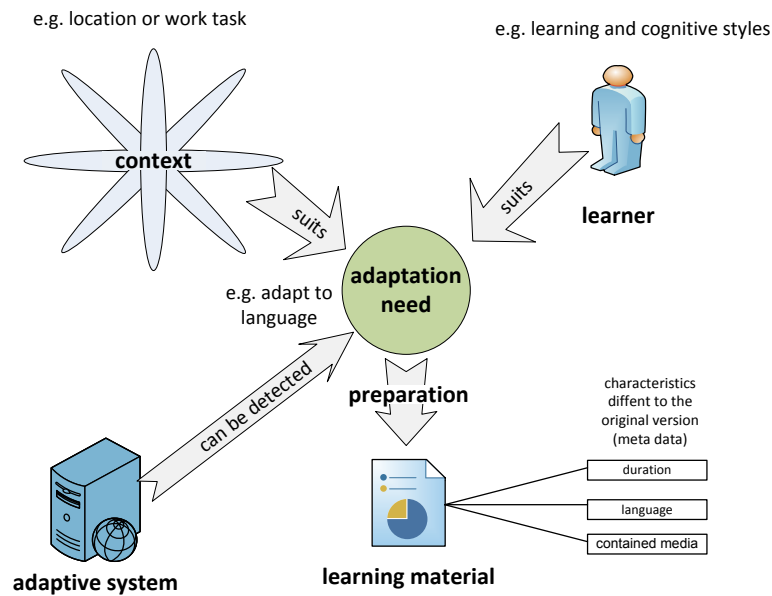 e.g. location or work task
e.g. learning and cognitive styles
context
suits
suits
learner
adaptation
need
e.g. adapt to
language
can be detected
preparation
characteristics
diffent to the
original version
(meta data)
duration
language
contained media
adaptive system
learning material